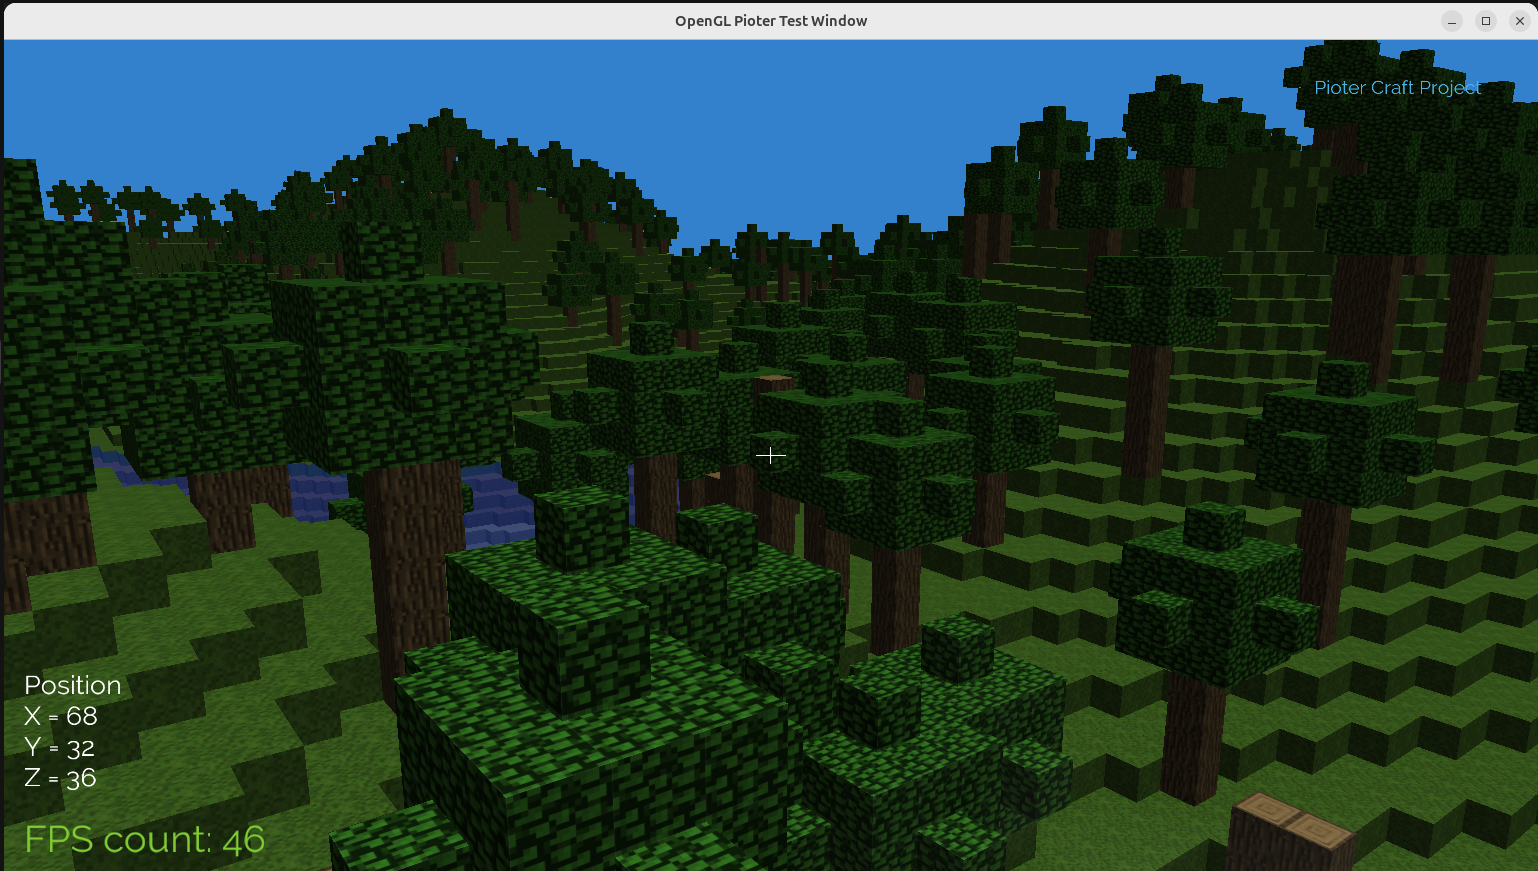 OpenGL Pioter Test Window
Pioter Craft Project
Position
X = 68
Y = 32
Z = 36
FPS count: 46